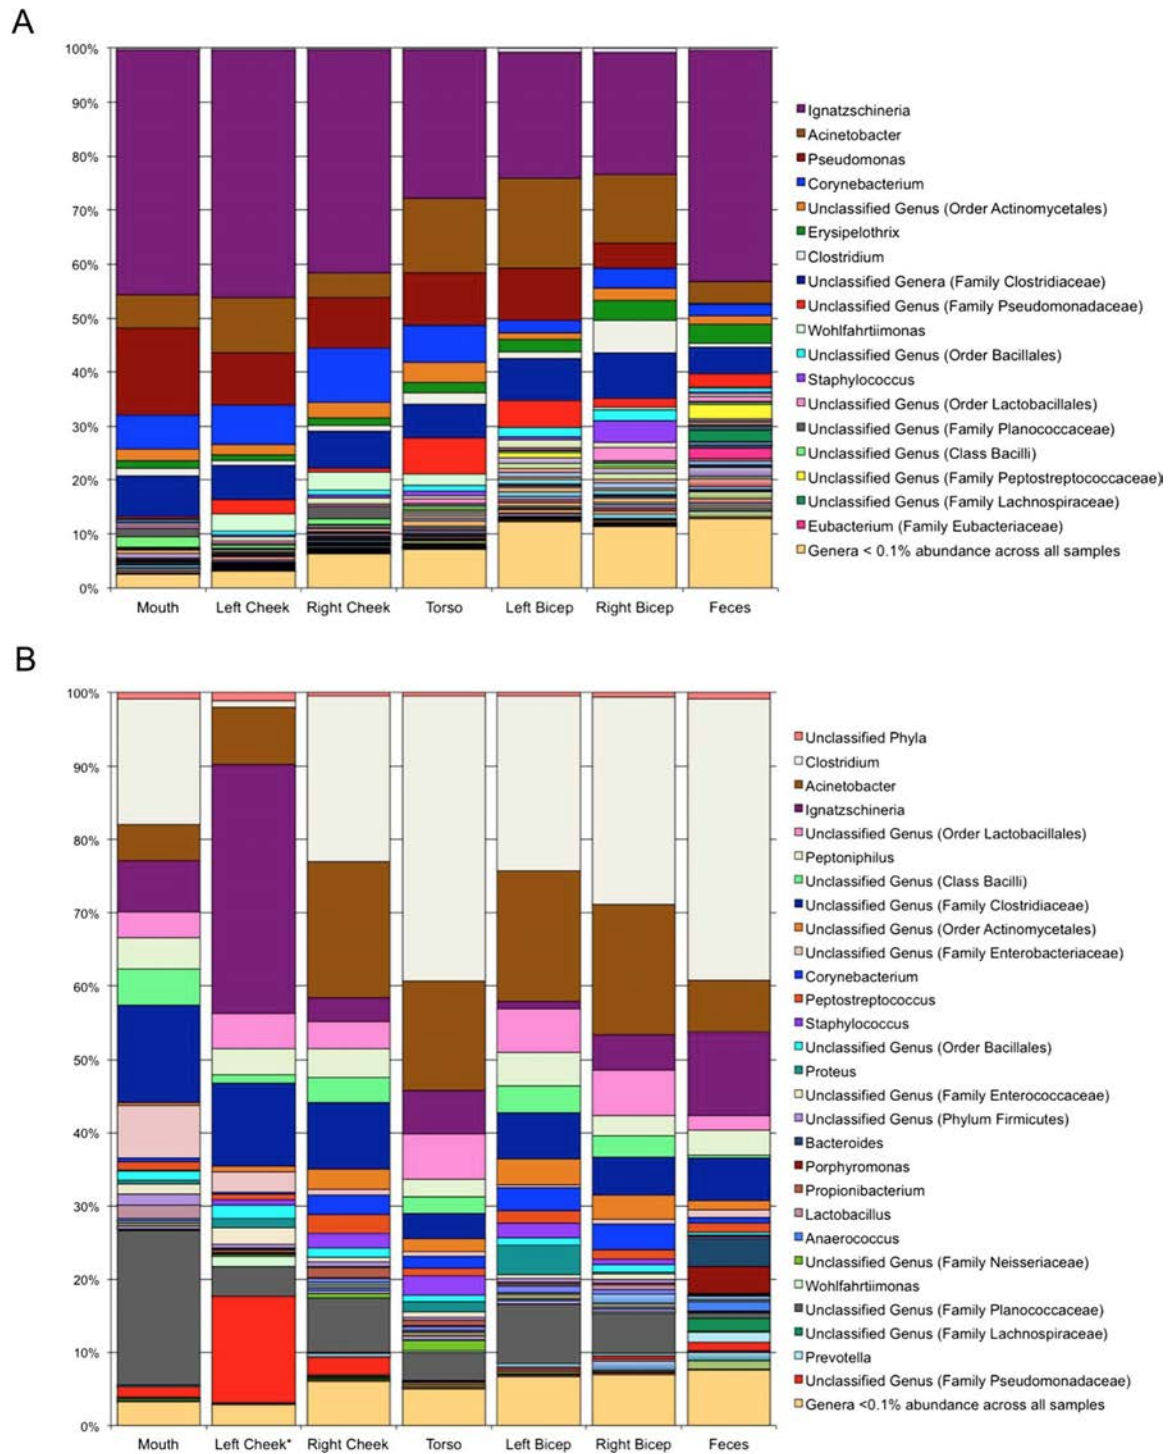 A
100%
90%
80%
70%
60%
50%
40%
30%
20%
10%
0%
Mouth Left Cheek Right Cheek Torso Left Bicep Right Bicep Feces
Ignatzschineria
Acinetobacter
Pseudomonas
Corynebacterium
Unclassified Genus (Order Actinomycetales)
Erysipelothrix
Clostridium
Unclassified Genera (Family Clostridiaceae)
Unclassified Genus (Family Pseudomonadaceae)
Wohlfahrtiimonas
Unclassified Genus (Order Bacillales)
Staphylococcus
Unclassified Genus (Order Lactobacillales)
Unclassified Genus (Family Planococcaceae)
Unclassified Genus (Class Bacilli)
Unclassified Genus (Family Peptostreptococcaceae)
Unclassified Genus (Family Lachnospiraceae)
Eubacterium (Family Eubacteriaceae)
Genera < 0.1% abundance across all samples
B
100%
90%
80%
70%
60%
50%
40%
30%
20%
10%
0%
Mouth Left Cheek* Right Cheek Torso Left Bicep Right Bicep Feces
Unclassified Phyla
Clostridium
Acinetobacter
Ignatzschineria
Unclassified Genus (Order Lactobacillales)
Peptoniphilus
Unclassified Genus (Class Bacilli)
Unclassified Genus (Family Clostridiaceae)
Unclassified Genus (Order Actinomycetales)
Unclassified Genus (Family Enterobacteriaceae)
Corynebacterium
Peptostreptococcus
Staphylococcus
Unclassified Genus (Order Bacillales)
Proteus
Unclassified Genus (Family Enterococcaceae)
Unclassified Genus (Phylum Firmicutes)
Bacteroides
Porphyromonas
Propionibacterium
Lactobacillus
Anaerococcus
Unclassified Genus (Family Neisseriaceae)
Wohlfahrtiimonas
Unclassified Genus (Family Planococcaceae)
Unclassified Genus (Family Lachnospiraceae)
Prevotella
Unclassified Genus (Family Pseudomonadaceae)
Genera <0.1% abundance across all samples